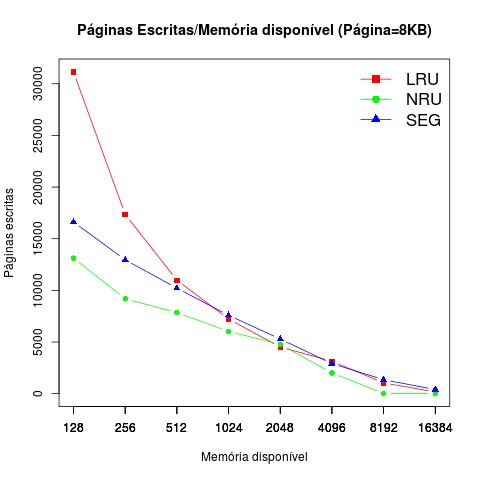 Páginas Escritas/Memória disponível (Página=8KB)
LRU
NRU
SEG
30000
25000
20000
15000
10000
5000
0
Páginas escritas
128 256 512 1024 2048 4096 8192 16384
Memória disponível